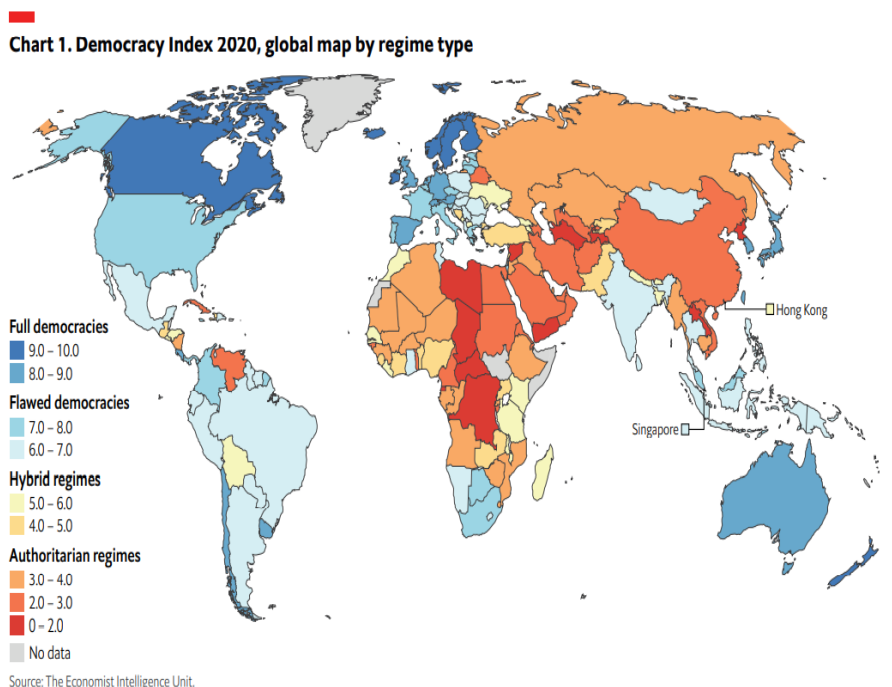 Chart 1. Democracy Index 2020, global map by regime type
Hong Kong
Singapore
Full democracies
9.0 – 10.0
8.0 – 9.0
Flawed democracies
7.0 – 8.0
6.0 – 7.0
Hybrid regimes
5.0 – 6.0
4.0 – 5.0
Authoritarian regimes
3.0 – 4.0
2.0 – 3.0
0 – 2.0
No data
Source: The Economist Intelligence Unit.